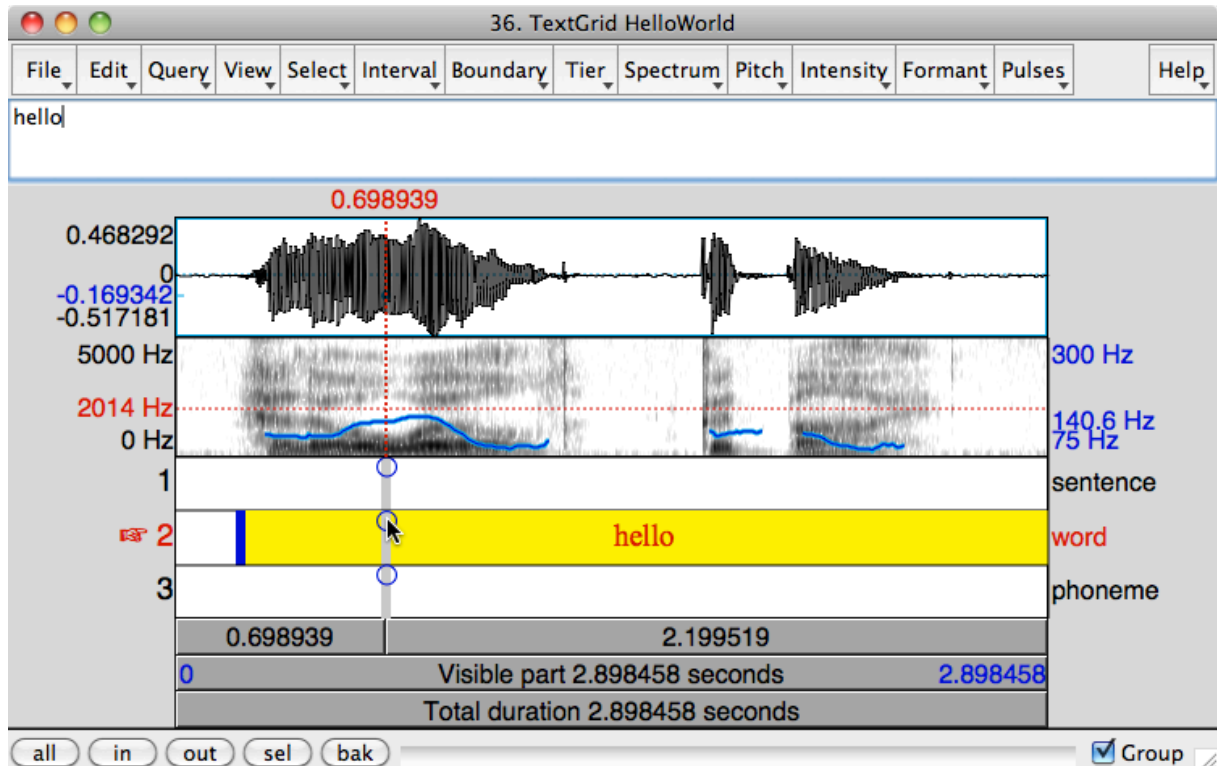 36. TextGrid HelloWorld
File Edit Query View Select Interval Boundary Tier Spectrum Pitch Intensity Formant Pulses Help
hello
0.698939
0.468292
0
-0.169342
-0.517181
5000 Hz 300 Hz
2014 Hz 140.6 Hz
0 Hz 75 Hz
1 sentence
☞ 2 hello word
3 phoneme
0.698939 2.199519
0 Visible part 2.898458 seconds 2.898458
Total duration 2.898458 seconds
all in out sel bak Group